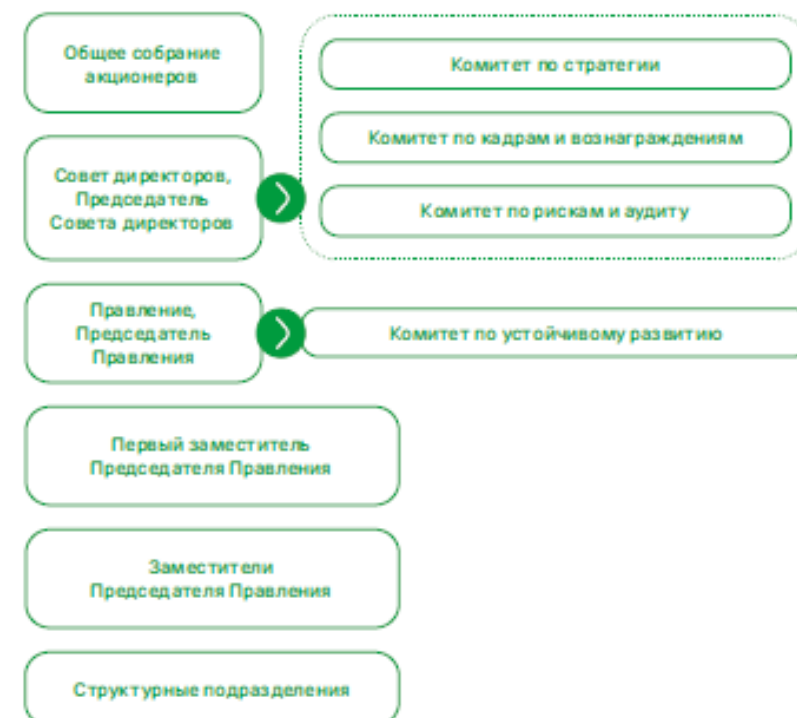 Общее собрание
акционеров
Комитет по стратегии
Комитет по кадрам и вознаграждениям
Комитет по рискам и аудиту
Совет директоров,
Председатель
Совета директоров
Правление,
Председатель
Правления
Комитет по устойчивому развитию
Первый заместитель
Председателя Правления
Заместители
Председателя Правления
Структурные подразделения